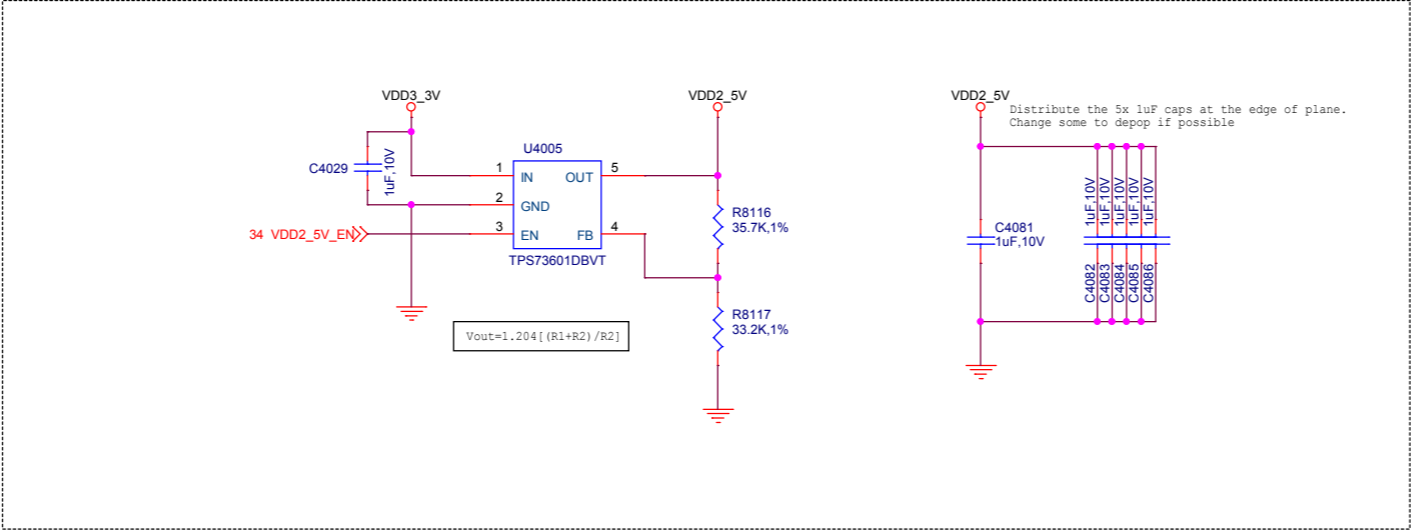 VDD3_3V
VDD2_5V
VDD2_5V
Distribute the 5x 1uF caps at the edge of plane.
Change some to depop if possible
U4005
C4029
1uF,10V
1
IN
OUT
5
2
GND
34 VDD2_5V_EN
3
EN
FB
4
TPS73601DBVT
R8116
35.7K,1%
R8117
33.2K,1%
Vout=1.204[(R1+R2)/R2]
C4081
1uF,10V
1uF,10V
1uF,10V
1uF,10V
1uF,10V
1uF,10V
C4082
C4083
C4084
C4085
C4086